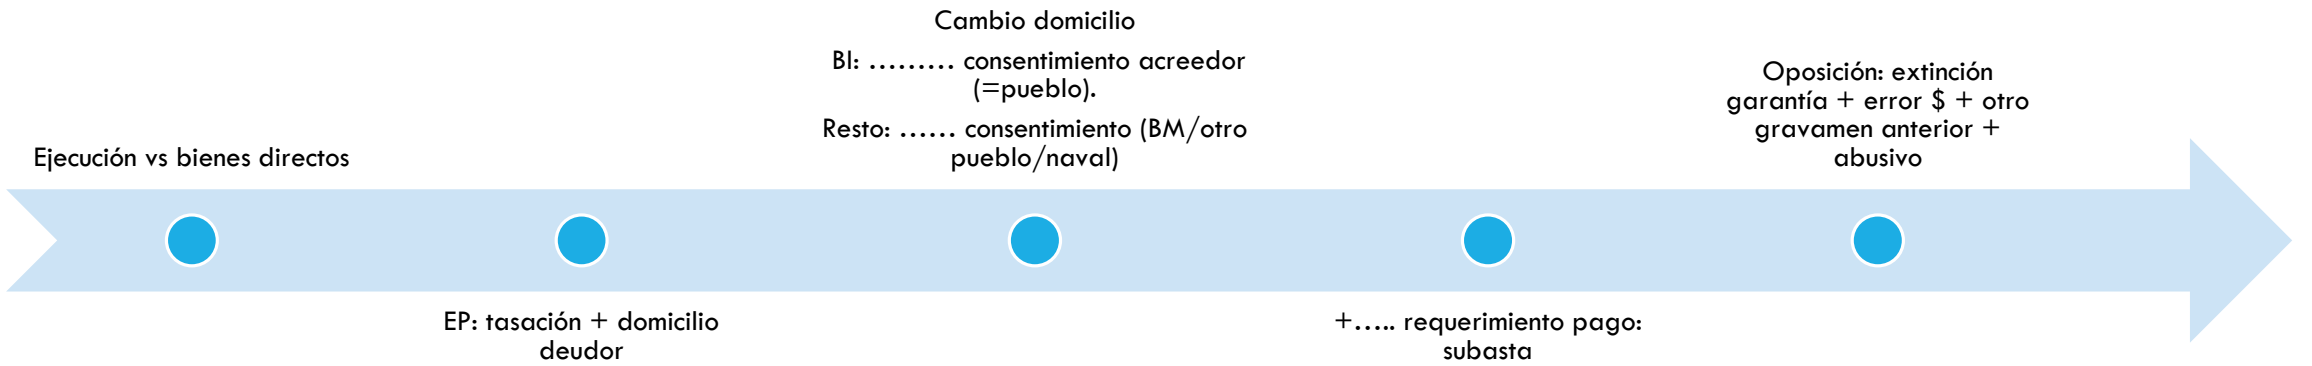 Ejecución vs bienes directos
EP: tasación + domicilio
deudor
Cambio domicilio
BI: ......... consentimiento acreedor
(=pueblo).
Resto: ...... consentimiento (BM/otro
pueblo/naval)
+..... requerimiento pago:
subasta
Oposición: extinción
garantía + error $ + otro
gravamen anterior +
abusivo